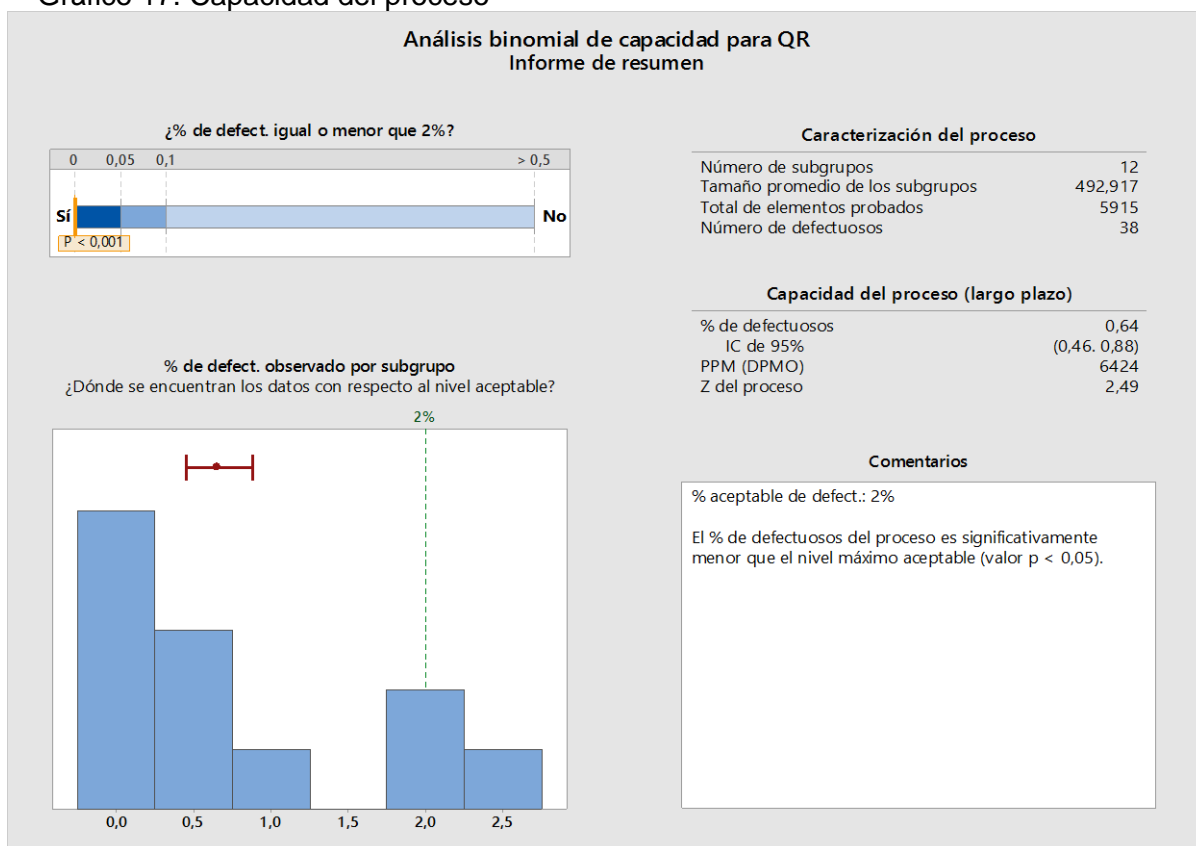 Gráfico 17. Capacidad del proceso
Análisis binomial de capacidad para QR
Informe de resumen
¿% de defect. igual o menor que 2%?
0 0,05 0,1 > 0,5
Sí No
P < 0,001
% de defect. observado por subgrupo
¿Dónde se encuentran los datos con respecto al nivel aceptable?
2%
0,0 0,5 1,0 1,5 2,0 2,5
Caracterización del proceso
Número de subgrupos 12
Tamaño promedio de los subgrupos 492,917
Total de elementos probados 5915
Número de defectuosos 38
Capacidad del proceso (largo plazo)
% de defectuosos 0,64
IC de 95% (0,46. 0,88)
PPM (DPMO) 6424
Z del proceso 2,49
Comentarios
% aceptable de defect.: 2%
El % de defectuosos del proceso es significativamente
menor que el nivel máximo aceptable (valor p < 0,05).